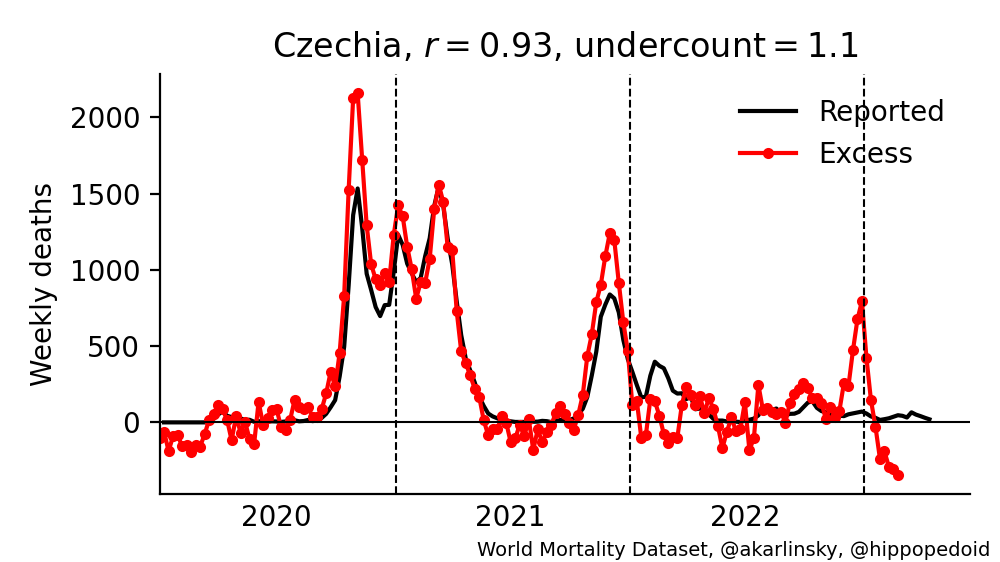 Czechia, r = 0.93, undercount = 1.1
Weekly deaths
2000
1500
1000
500
0
Reported
Excess
2020 2021 2022
World Mortality Dataset, @akarlinsky, @hippopedoid